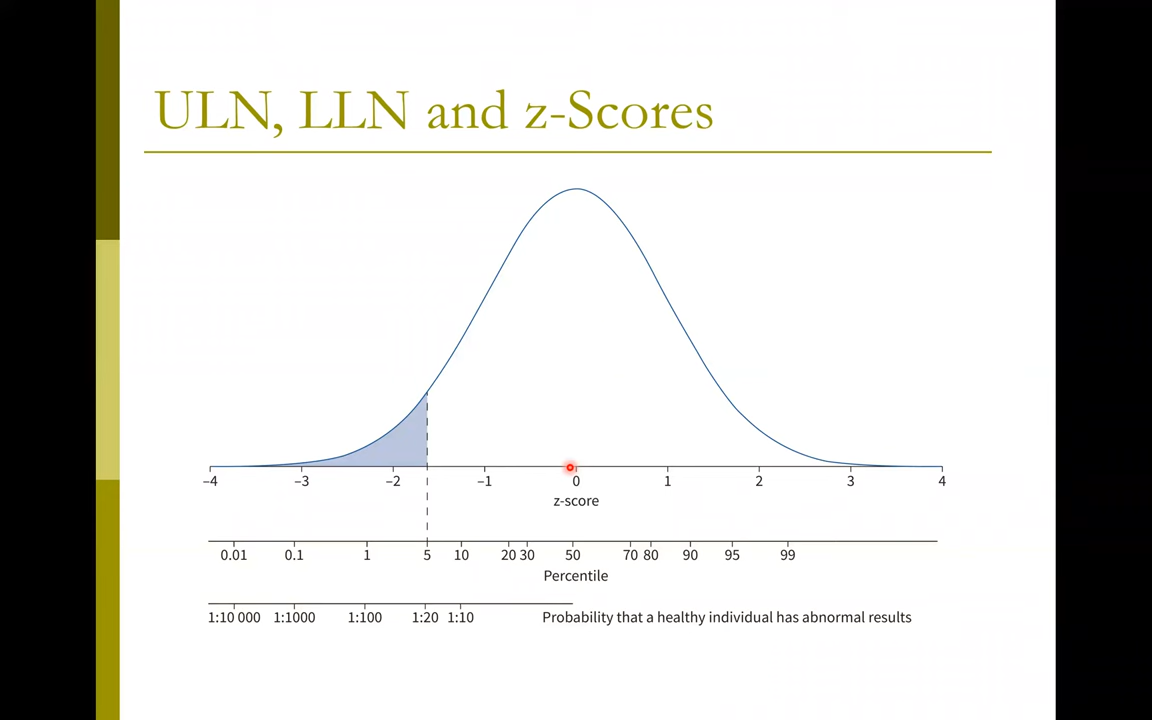 ULN, LLN and z-Scores
–4 –3 –2 –1 0 1 2 3 4
z-score
0.01 0.1 1 5 10 20 30 50 70 80 90 95 99
Percentile
1:10 000 1:1000 1:100 1:20 1:10 Probability that a healthy individual has abnormal results